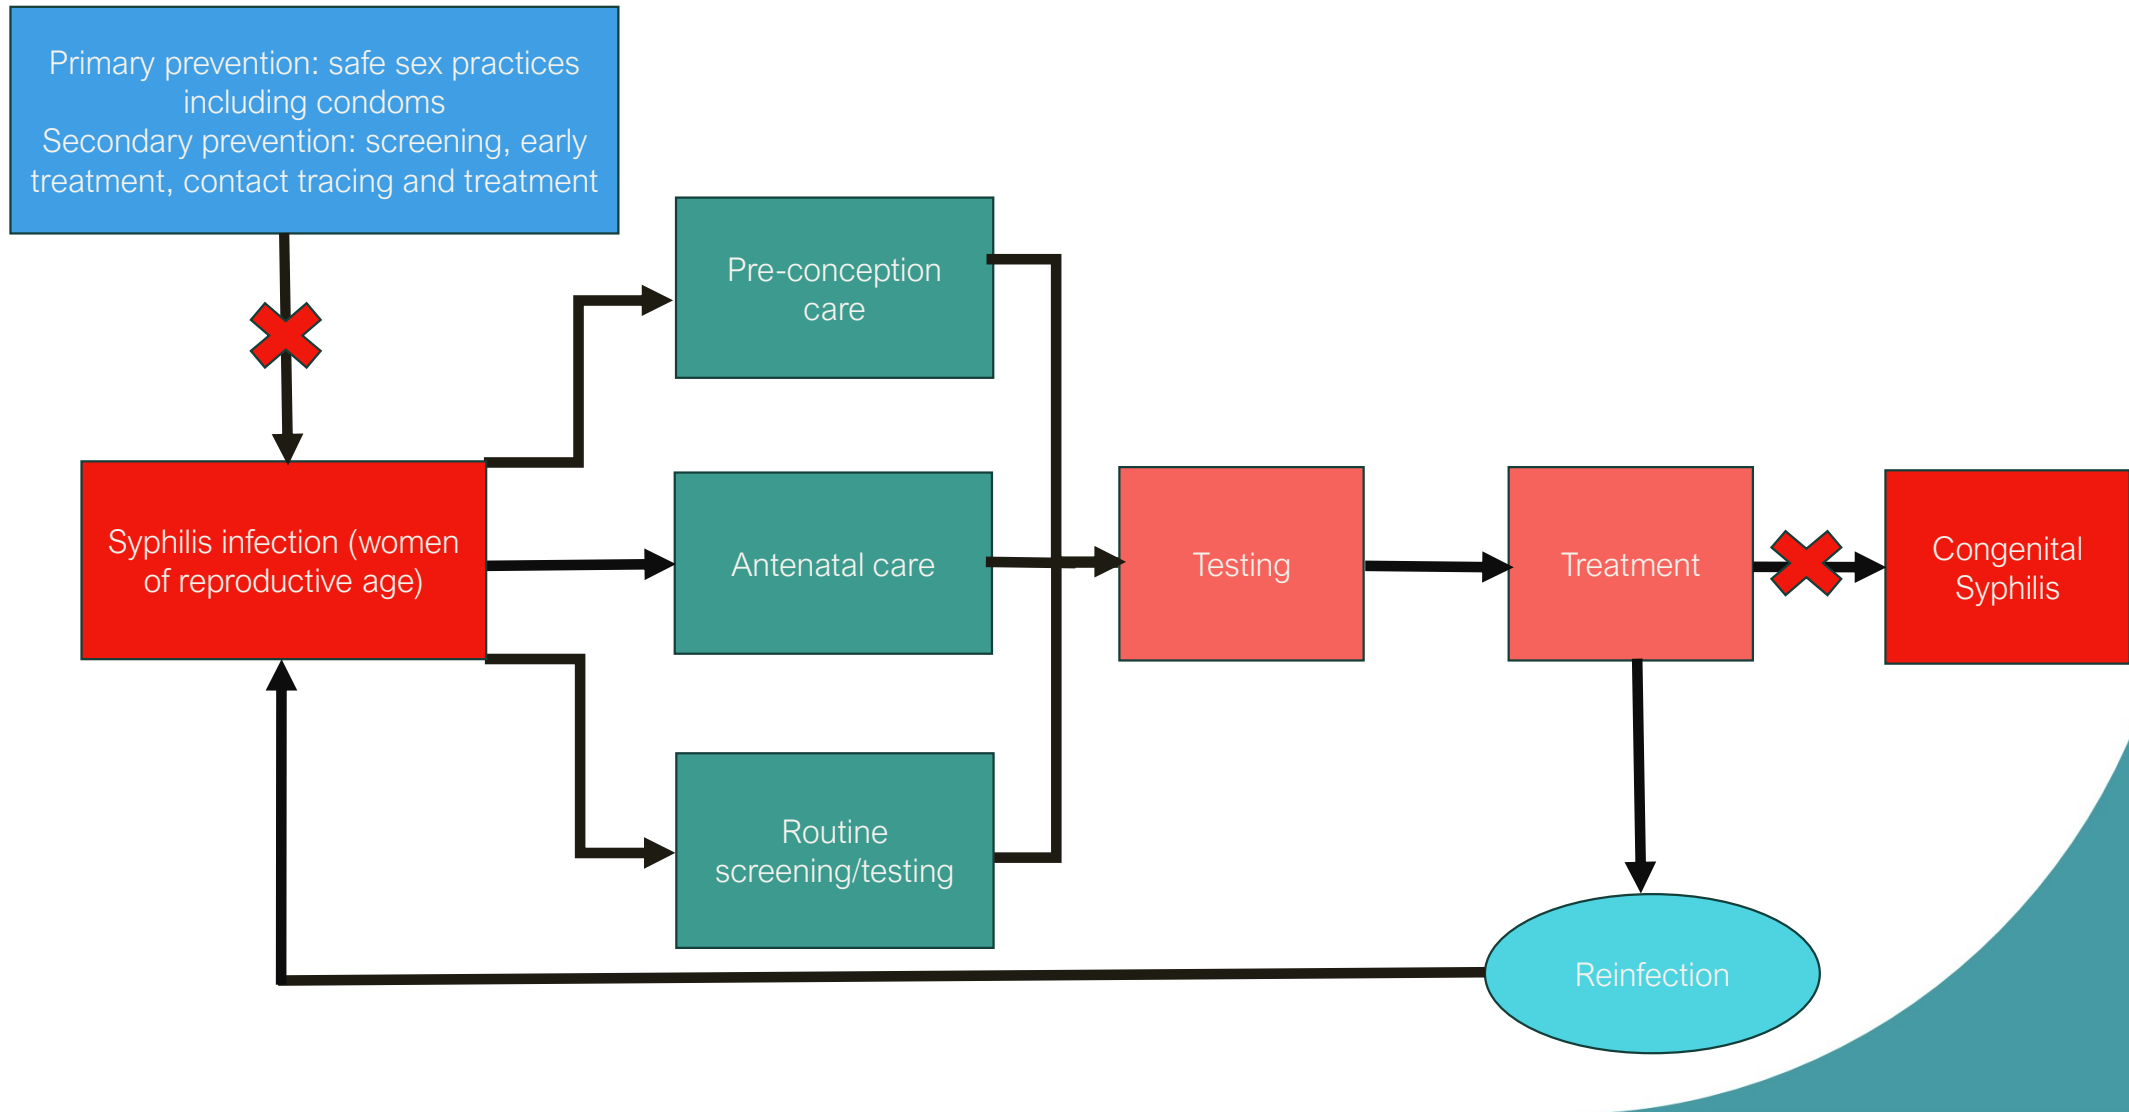 Primary prevention: safe sex practices
including condoms
Secondary prevention: screening, early
treatment, contact tracing and treatment
Pre-conception
care
Syphilis infection (women
of reproductive age)
Antenatal care
Testing
Treatment
Congenital
Syphilis
Routine
screening/testing
Reinfection